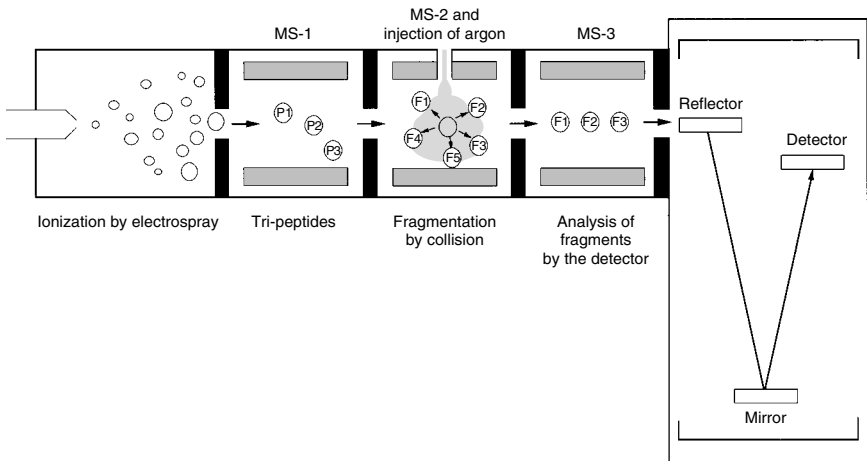 MS-1
MS-2 and
injection of argon
MS-3
P1
P2
P3
F1
F2
F4
F3
F5
F1 F2 F3
Reflector
Detector
Mirror
Ionization by electrospray
Tri-peptides
Fragmentation
by collision
Analysis of
fragments
by the detector